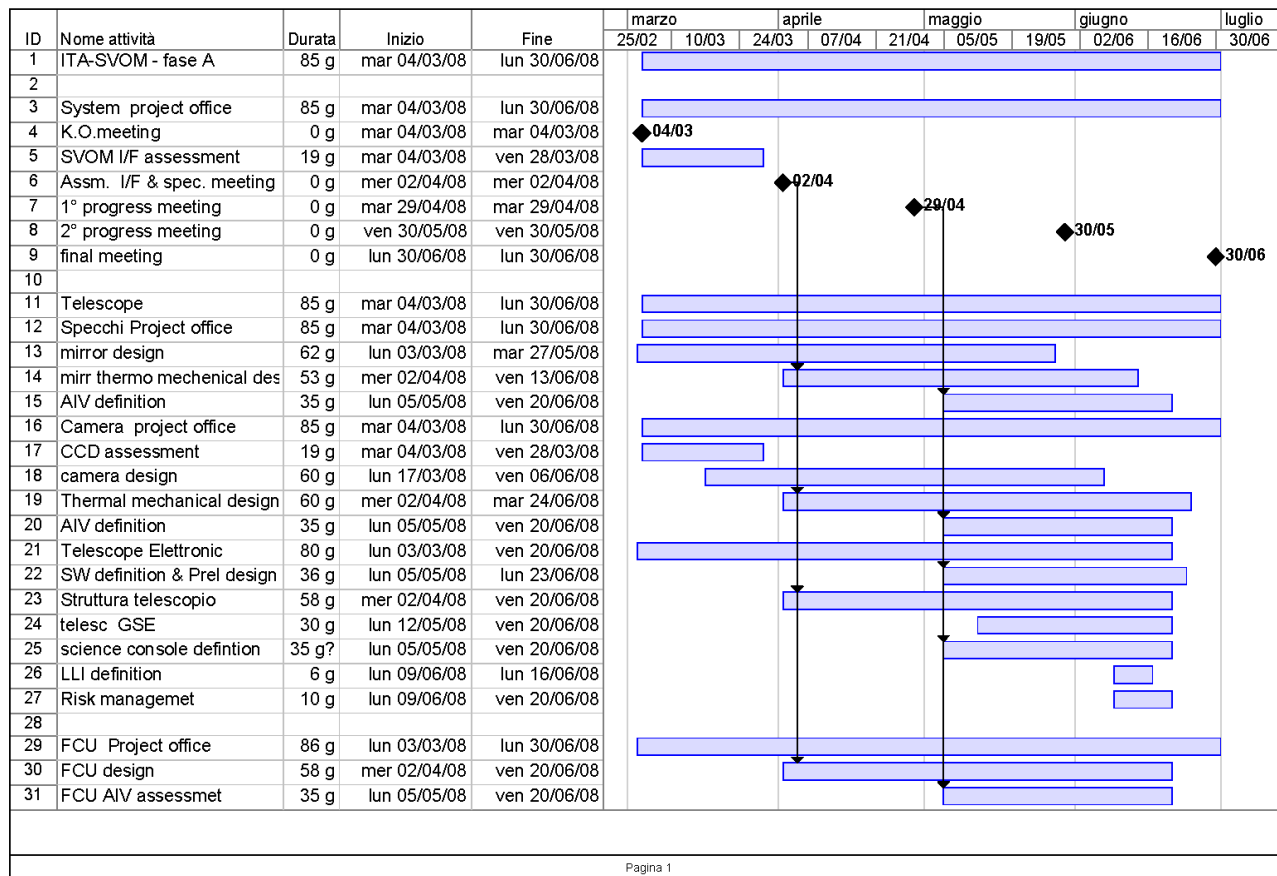 marzo aprile maggio giugno luglio
ID Nome attività Durata Inizio Fine 25/02 10/03 24/03 07/04 21/04 05/05 19/05 02/06 16/06 30/06
1 ITA-SVOM - fase A 85 g mar 04/03/08 lun 30/06/08
2
3 System project office 85 g mar 04/03/08 lun 30/06/08
4 K.O.meeting 0 g mar 04/03/08 mar 04/03/08 04/03
5 SVOM I/F assessment 19 g mar 04/03/08 ven 28/03/08
6 Assm. I/F & spec. meeting 0 g mer 02/04/08 mer 02/04/08 02/04
7 1° progress meeting 0 g mar 29/04/08 mar 29/04/08 29/04
8 2° progress meeting 0 g ven 30/05/08 ven 30/05/08 30/05
9 final meeting 0 g lun 30/06/08 lun 30/06/08 30/06
10
11 Telescope 85 g mar 04/03/08 lun 30/06/08
12 Specchi Project office 85 g mar 04/03/08 lun 30/06/08
13 mirror design 62 g lun 03/03/08 mar 27/05/08
14 mirr thermo mechenical des 53 g mer 02/04/08 ven 13/06/08
15 AIV definition 35 g lun 05/05/08 ven 20/06/08
16 Camera project office 85 g mar 04/03/08 lun 30/06/08
17 CCD assessment 19 g mar 04/03/08 ven 28/03/08
18 camera design 60 g lun 17/03/08 ven 06/06/08
19 Thermal mechanical design 60 g mer 02/04/08 mar 24/06/08
20 AIV definition 35 g lun 05/05/08 ven 20/06/08
21 Telescope Elettronic 80 g lun 03/03/08 ven 20/06/08
22 SW definition & Prel design 36 g lun 05/05/08 lun 23/06/08
23 Struttura telescopio 58 g mer 02/04/08 ven 20/06/08
24 telesc GSE 30 g lun 12/05/08 ven 20/06/08
25 science console defintion 35 g? lun 05/05/08 ven 20/06/08
26 LLI definition 6 g lun 09/06/08 lun 16/06/08
27 Risk managemet 10 g lun 09/06/08 ven 20/06/08
28
29 FCU Project office 86 g lun 03/03/08 lun 30/06/08
30 FCU design 58 g mer 02/04/08 ven 20/06/08
31 FCU AIV assessmet 35 g lun 05/05/08 ven 20/06/08
Pagina 1